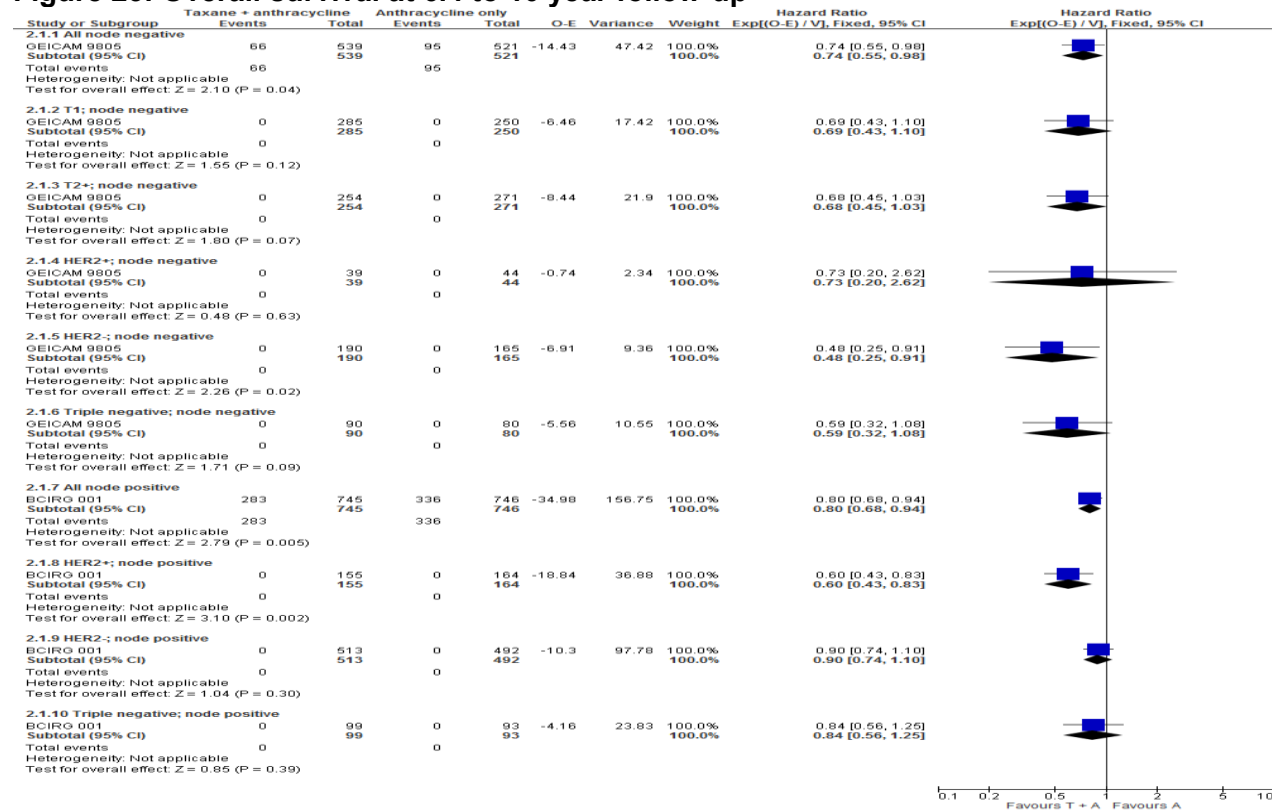 Overall survival at to 10 year follow-up
Taxane + anthracycline Anthracycline only Hazard Ratio Hazard Ratio
Study or Subgroup Events Total Events Total O-E Variance Weight Exp[(O-E) / V], Fixed, 95% CI Exp[(O-E) / V], Fixed, 95% CI
2.1.1 All node negative
GEICAM 9805 66 539 95 521 -14.43 47.42 100.0% 0.74 [0.55, 0.98]
Subtotal (95% CI) 539 521 100.0% 0.74 [0.55, 0.98]
Total events 66 95
Heterogeneity: Not applicable
Test for overall effect: Z = 2.10 (P = 0.04)
2.1.2 T1; node negative
GEICAM 9805 0 285 0 250 -6.46 17.42 100.0% 0.69 [0.43, 1.10]
Subtotal (95% CI) 285 250 100.0% 0.69 [0.43, 1.10]
Total events 0 0
Heterogeneity: Not applicable
Test for overall effect: Z = 1.55 (P = 0.12)
2.1.3 T2+; node negative
GEICAM 9805 0 254 0 271 -8.44 21.9 100.0% 0.68 [0.45, 1.03]
Subtotal (95% CI) 254 271 100.0% 0.68 [0.45, 1.03]
Total events 0 0
Heterogeneity: Not applicable
Test for overall effect: Z = 1.80 (P = 0.07)
2.1.4 HER2+; node negative
GEICAM 9805 0 39 0 44 -0.74 2.34 100.0% 0.73 [0.20, 2.62]
Subtotal (95% CI) 39 44 100.0% 0.73 [0.20, 2.62]
Total events 0 0
Heterogeneity: Not applicable
Test for overall effect: Z = 0.48 (P = 0.63)
2.1.5 HER2-; node negative
GEICAM 9805 0 190 0 165 -6.91 9.36 100.0% 0.48 [0.25, 0.91]
Subtotal (95% CI) 190 165 100.0% 0.48 [0.25, 0.91]
Total events 0 0
Heterogeneity: Not applicable
Test for overall effect: Z = 2.26 (P = 0.02)
2.1.6 Triple negative; node negative
GEICAM 9805 0 90 0 80 -5.56 10.55 100.0% 0.59 [0.32, 1.08]
Subtotal (95% CI) 90 80 100.0% 0.59 [0.32, 1.08]
Total events 0 0
Heterogeneity: Not applicable
Test for overall effect: Z = 1.71 (P = 0.09)
2.1.7 All node positive
BCIRG 001 283 745 336 746 -34.98 156.75 100.0% 0.80 [0.68, 0.94]
Subtotal (95% CI) 745 746 100.0% 0.80 [0.68, 0.94]
Total events 283 336
Heterogeneity: Not applicable
Test for overall effect: Z = 2.79 (P = 0.005)
2.1.8 HER2+; node positive
BCIRG 001 0 155 0 164 -18.84 36.88 100.0% 0.60 [0.43, 0.83]
Subtotal (95% CI) 155 164 100.0% 0.60 [0.43, 0.83]
Total events 0 0
Heterogeneity: Not applicable
Test for overall effect: Z = 3.10 (P = 0.002)
2.1.9 HER2-; node positive
BCIRG 001 0 513 0 492 -10.3 97.78 100.0% 0.90 [0.74, 1.10]
Subtotal (95% CI) 513 492 100.0% 0.90 [0.74, 1.10]
Total events 0 0
Heterogeneity: Not applicable
Test for overall effect: Z = 1.04 (P = 0.30)
2.1.10 Triple negative; node positive
BCIRG 001 0 99 0 93 -4.16 23.83 100.0% 0.84 [0.56, 1.25]
Subtotal (95% CI) 99 93 100.0% 0.84 [0.56, 1.25]
Total events 0 0
Heterogeneity: Not applicable
Test for overall effect: Z = 0.85 (P = 0.39)
0.1 0.2 0.5 1 2 5 10
Favours T + A Favours A